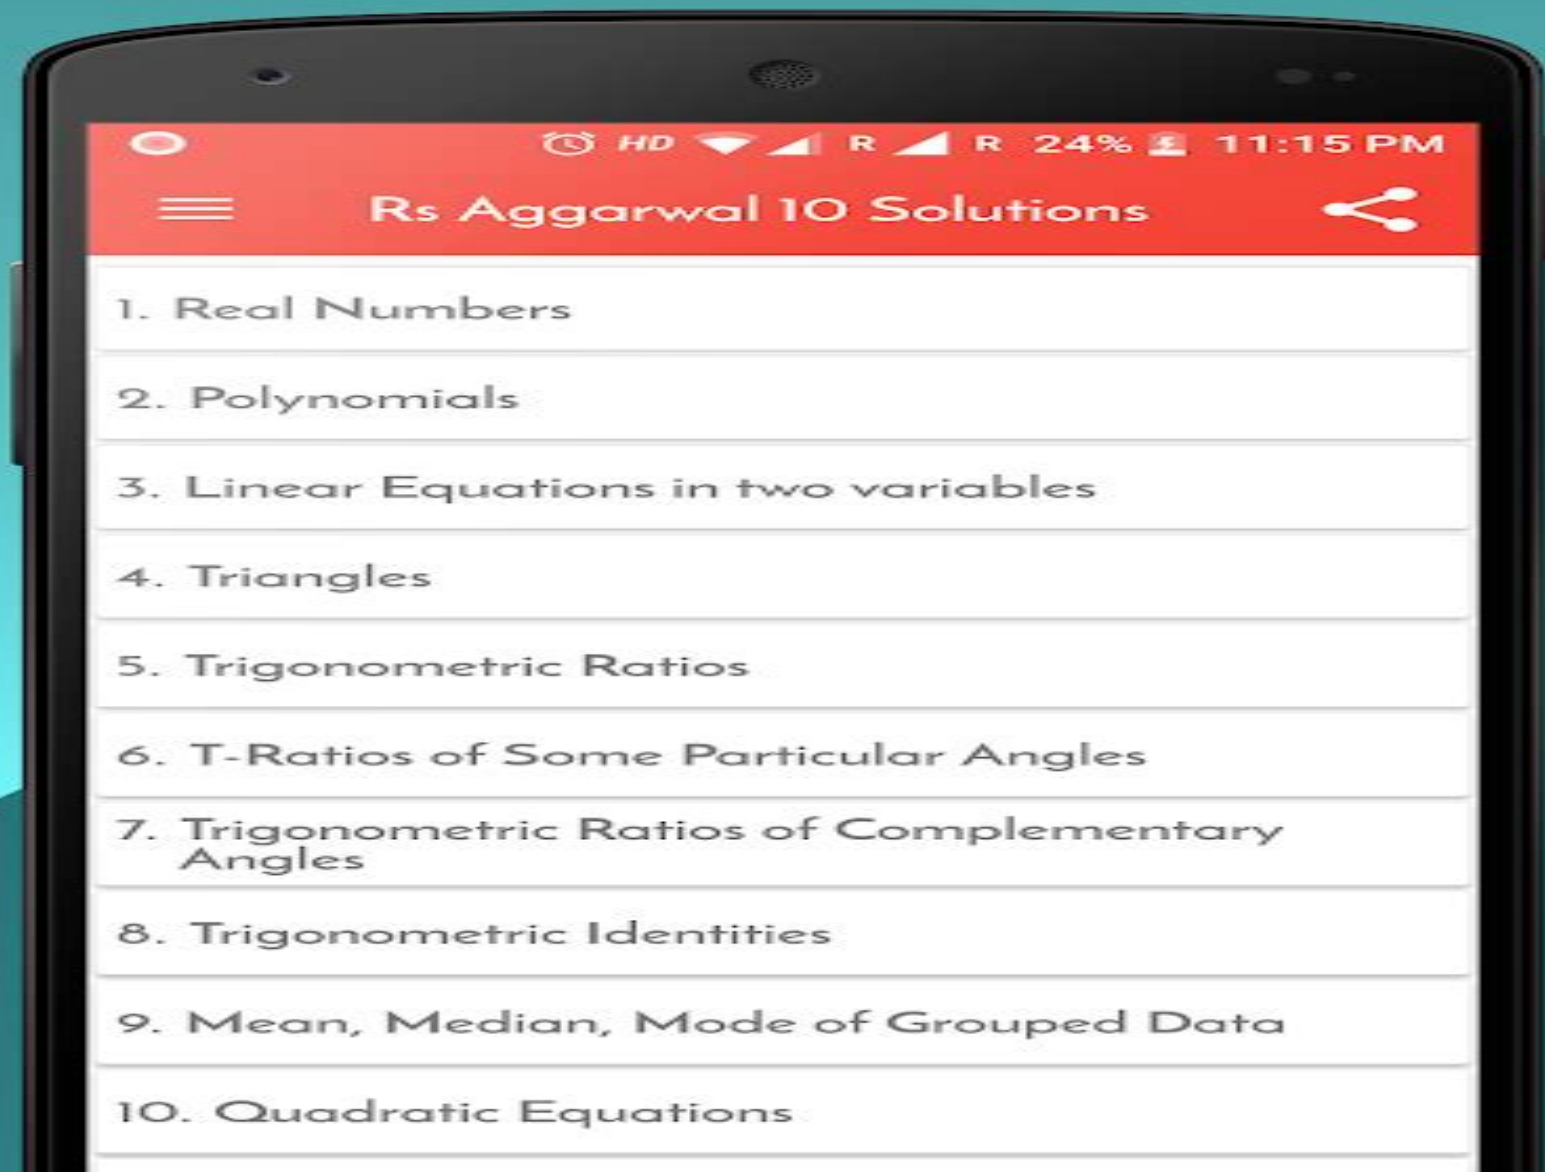 HD R R 24% 11:15 PM
Rs Aggarwal 10 Solutions
1. Real Numbers
2. Polynomials
3. Linear Equations in two variables
4. Triangles
5. Trigonometric Ratios
6. T-Ratios of Some Particular Angles
7. Trigonometric Ratios of Complementary
Angles
8. Trigonometric Identities
9. Mean, Median, Mode of Grouped Data
10. Quadratic Equations